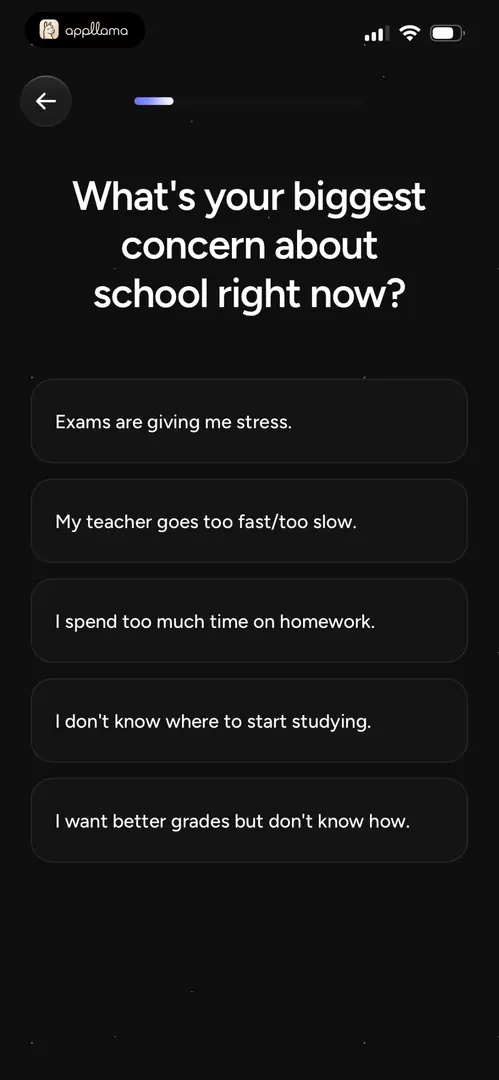 appllama
What's your biggest
concern about
school right now?
Exams are giving me stress.
My teacher goes too fast/too slow.
I spend too much time on homework.
I don't know where to start studying.
I want better grades but don't know how.